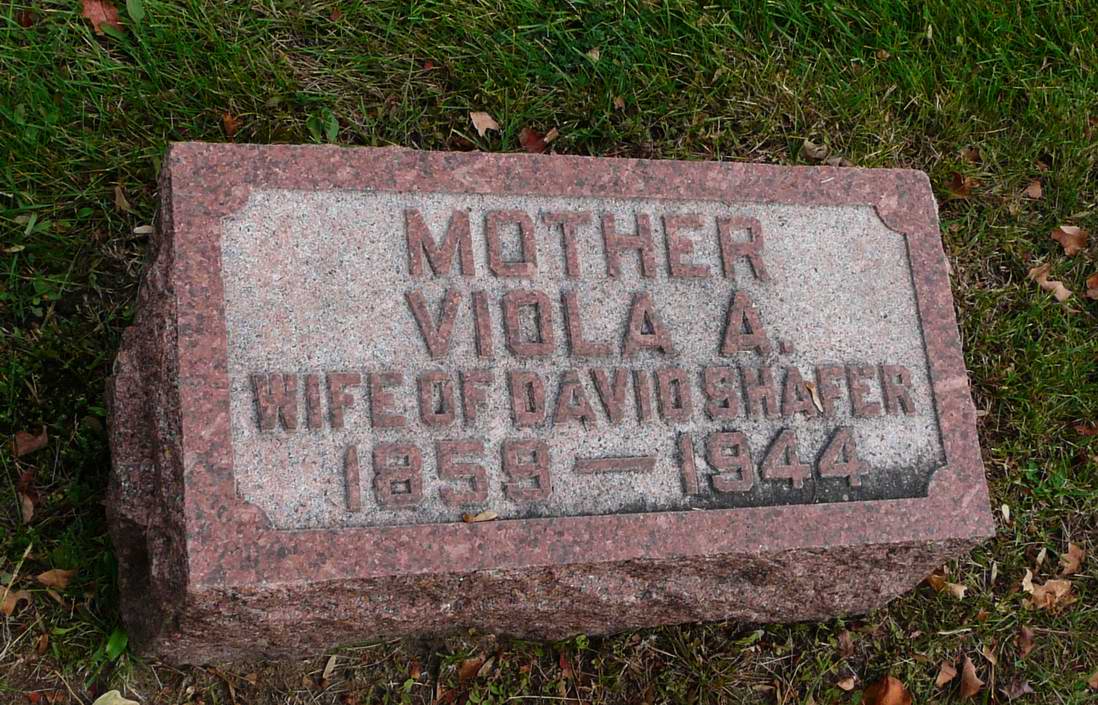 MOTHER
VIOLA A.
WIFE OF DAVID SHAFER
1859 — 1944